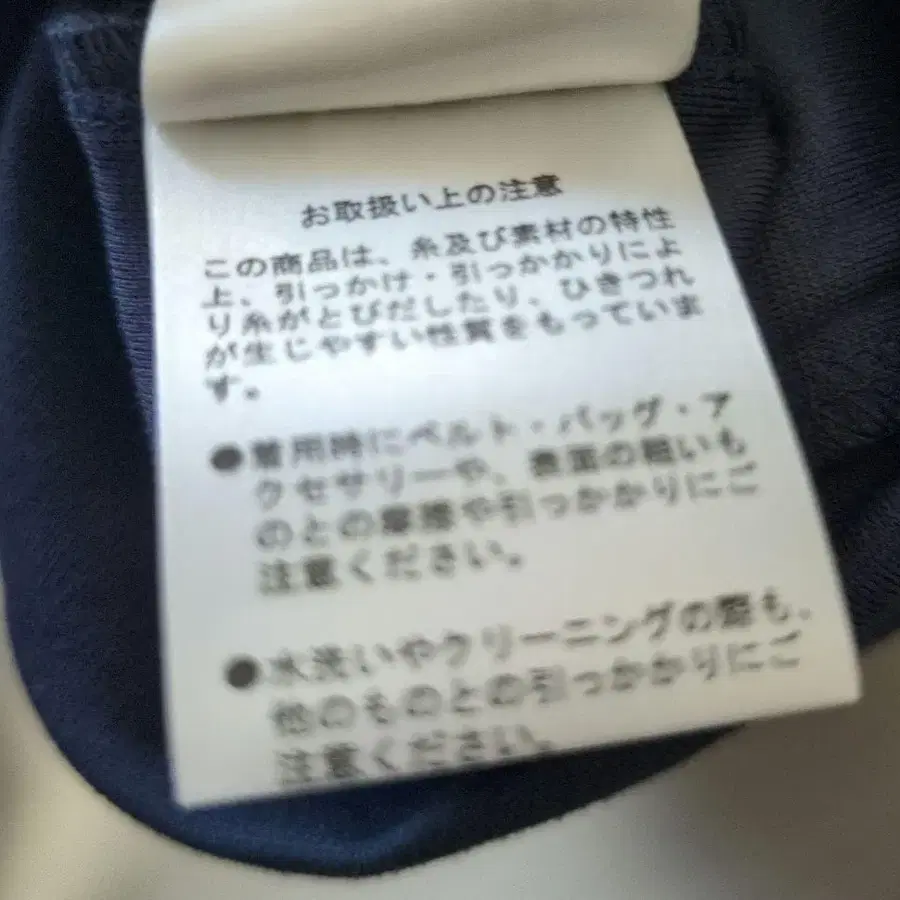 お取扱い上の注意
この商品は、糸及び素材の特性
上、引っかけ・引っかかりによ
り糸がとびだしたり、ひきつれ
が生じやすい性質をもっていま
す。
●着用時にベルト・バッグ・ア
クセサリーや、表面の粗いも
のとの摩擦や引っかかりにご
注意ください。
●水洗いやクリーニングの際も、
他のものとの引っかかりにご
注意ください。